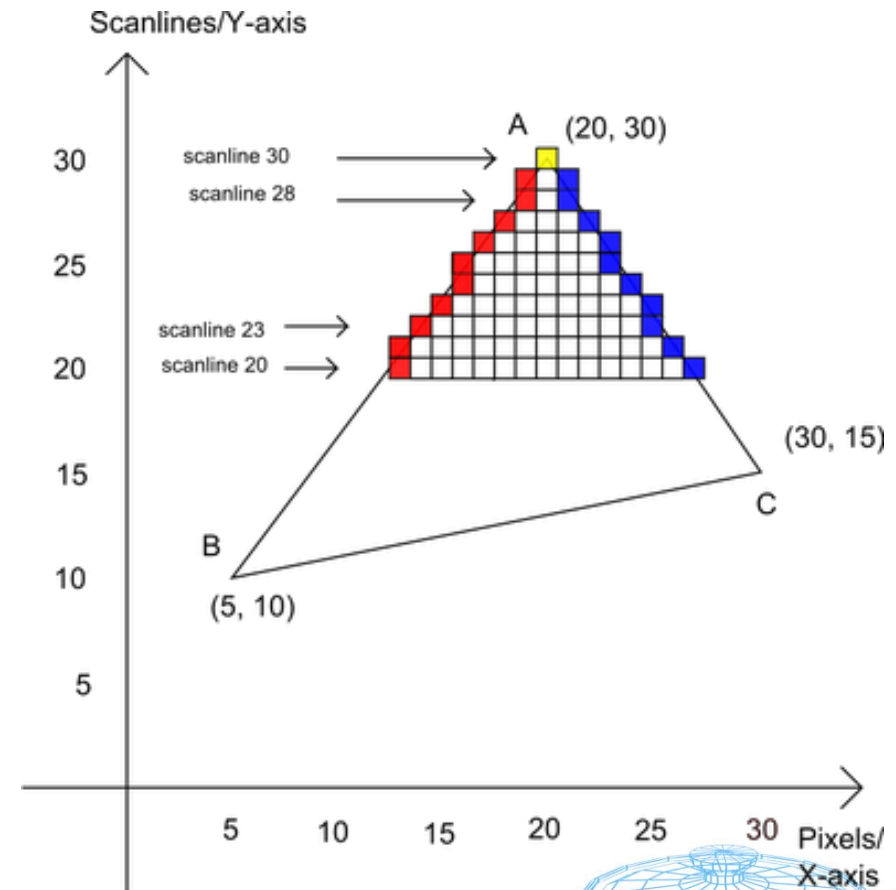 Scanlines/Y-axis
A (20, 30)
30 scanline 30
scanline 28
25
scanline 23
20 scanline 20
(30, 15)
15
C
B
10
(5, 10)
5
5 10 15 20 25 30 Pixels/
X-axis